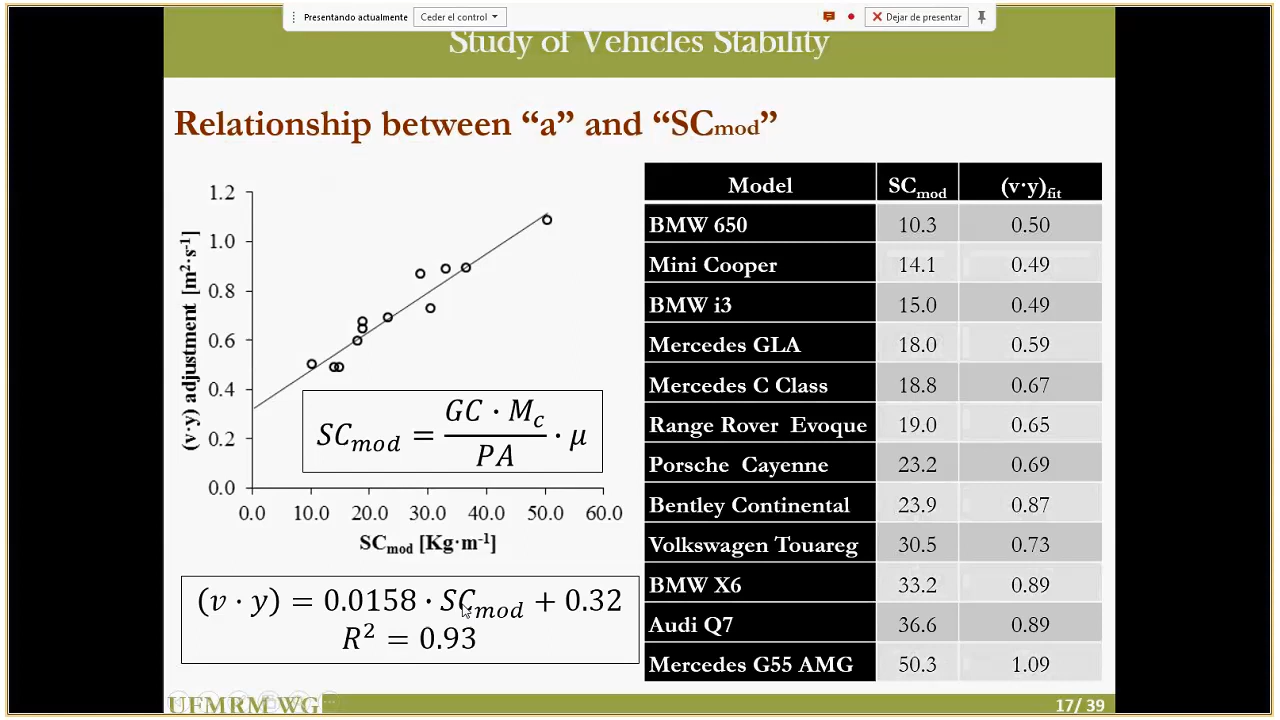 Presentando actualmente
Ceder el control
Dejar de presentar
Study of Vehicles Stability
Relationship between “a” and “SCmod”
(v·y) adjustment [m²·s⁻¹]
1.2
1.0
0.8
0.6
0.4
0.2
0.0
0.0 10.0 20.0 30.0 40.0 50.0 60.0
SCmod [Kg·m⁻¹]
SCmod = GC · Mc / PA · μ
(v · y) = 0.0158 · SCmod + 0.32
R² = 0.93
Model SCmod (v·y)fit
BMW 650 10.3 0.50
Mini Cooper 14.1 0.49
BMW i3 15.0 0.49
Mercedes GLA 18.0 0.59
Mercedes C Class 18.8 0.67
Range Rover Evoque 19.0 0.65
Porsche Cayenne 23.2 0.69
Bentley Continental 23.9 0.87
Volkswagen Touareg 30.5 0.73
BMW X6 33.2 0.89
Audi Q7 36.6 0.89
Mercedes G55 AMG 50.3 1.09
UFMRM WG
17/ 39